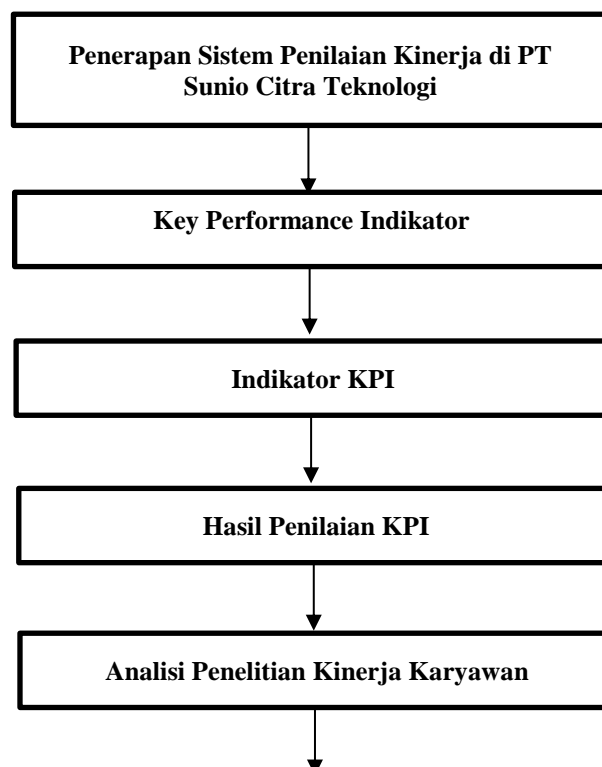 Penerapan Sistem Penilaian Kinerja di PT
Sunio Citra Teknologi
Key Performance Indikator
Indikator KPI
Hasil Penilaian KPI
Analisi Penelitian Kinerja Karyawan